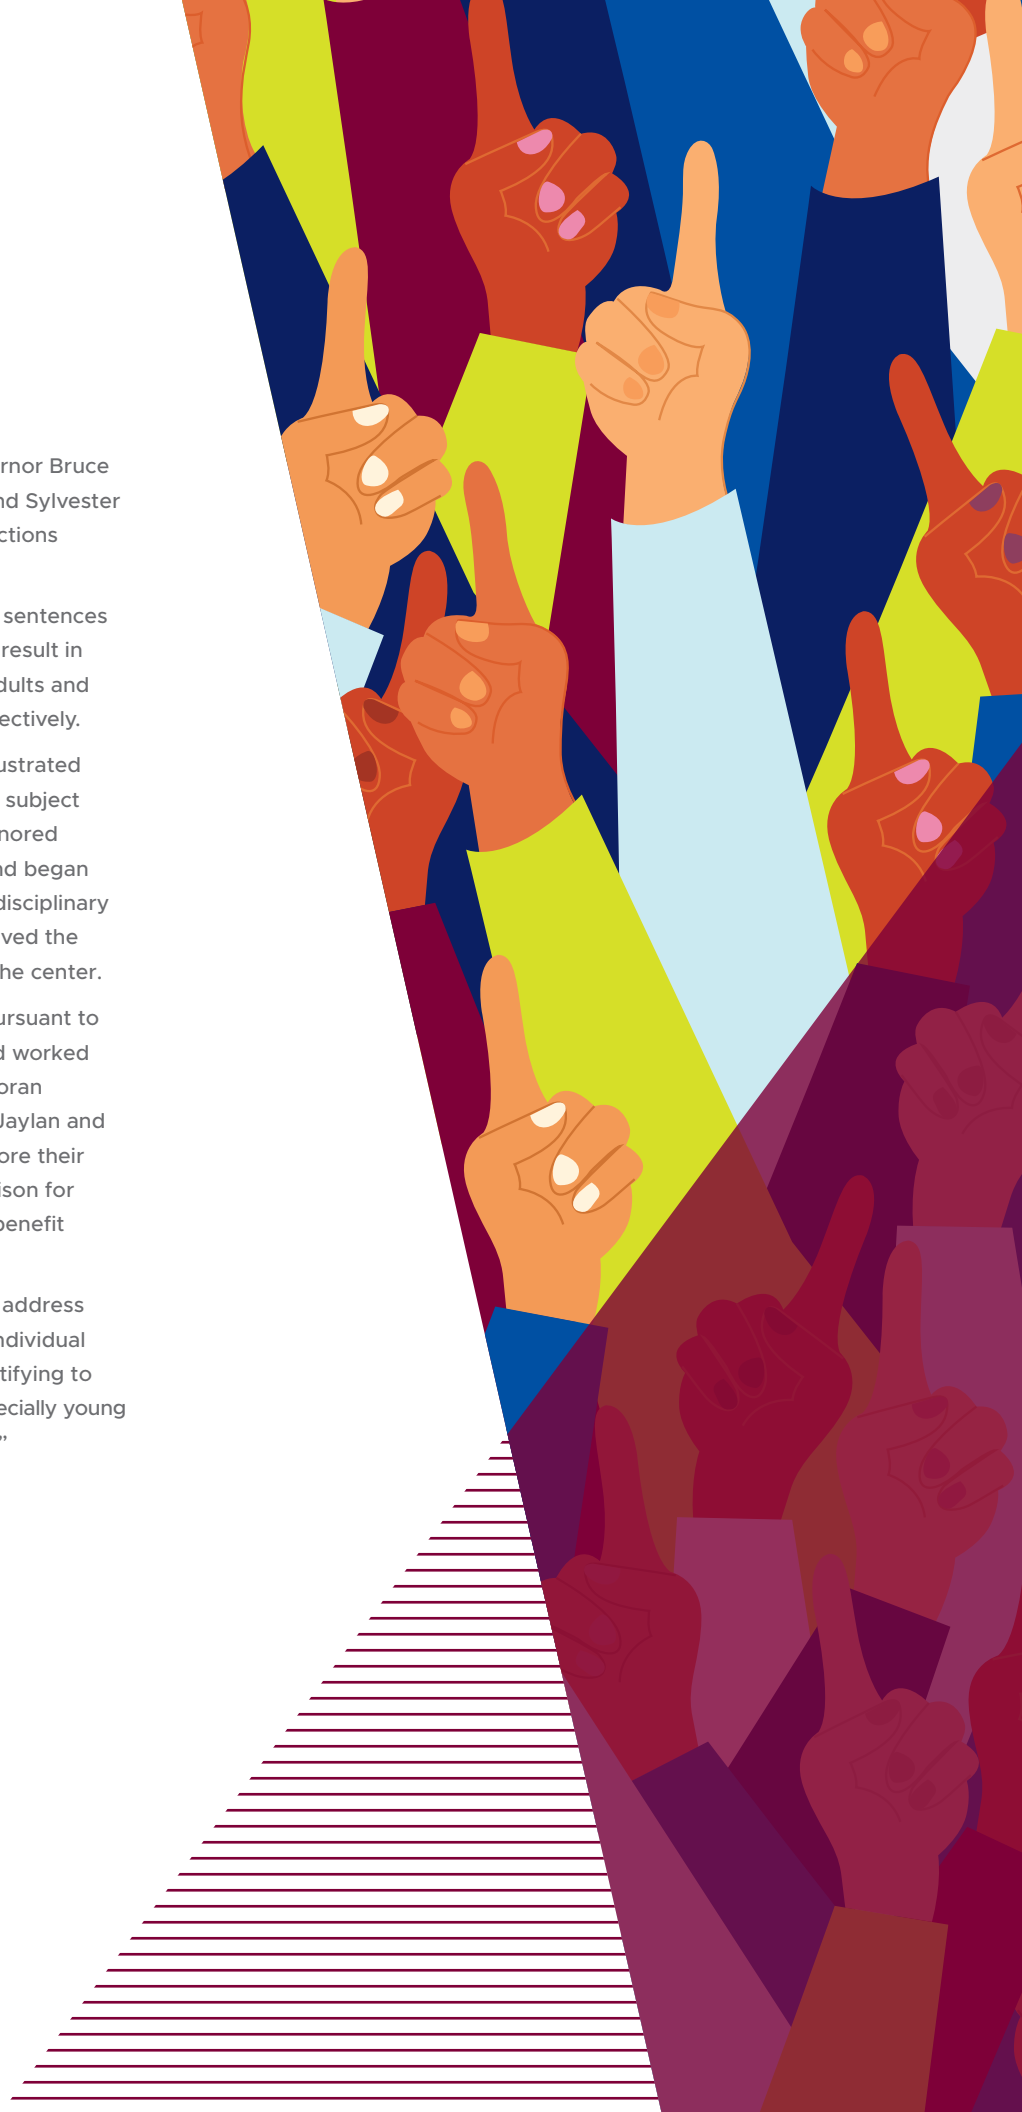 rnor Bruce
nd Sylvester
ctions
sentences
result in
dults and
ectively.
ustrated
subject
nored
nd began
disciplinary
ved the
he center.
ursuant to
d worked
oran
Jaylan and
ore their
ison for
benefit
address
ndividual
tifying to
ecially young
”